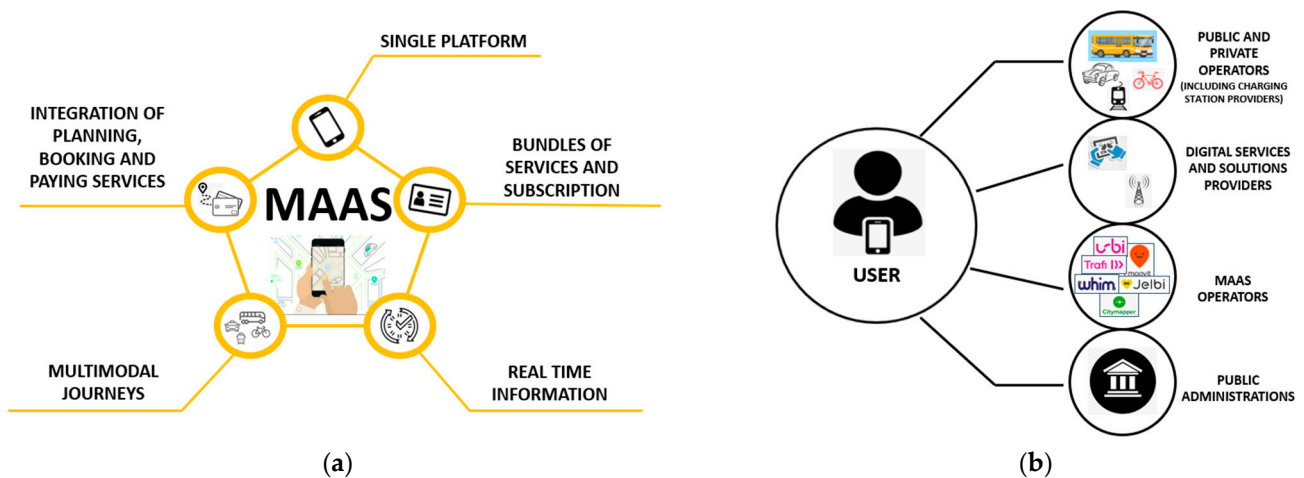 SINGLE PLATFORM
INTEGRATION OF
PLANNING,
BOOKING AND
PAYING SERVICES
BUNDLES OF
SERVICES AND
SUBSCRIPTION
MAAS
MULTIMODAL
JOURNEYS
REAL TIME
INFORMATION
(a)
USER
PUBLIC AND
PRIVATE
OPERATORS
(INCLUDING CHARGING
STATION PROVIDERS)
DIGITAL SERVICES
AND SOLUTIONS
PROVIDERS
urbi
Trafi
moovit
whim
Jelbi
Citymapper
MAAS
OPERATORS
PUBLIC
ADMINISTRATIONS
(b)